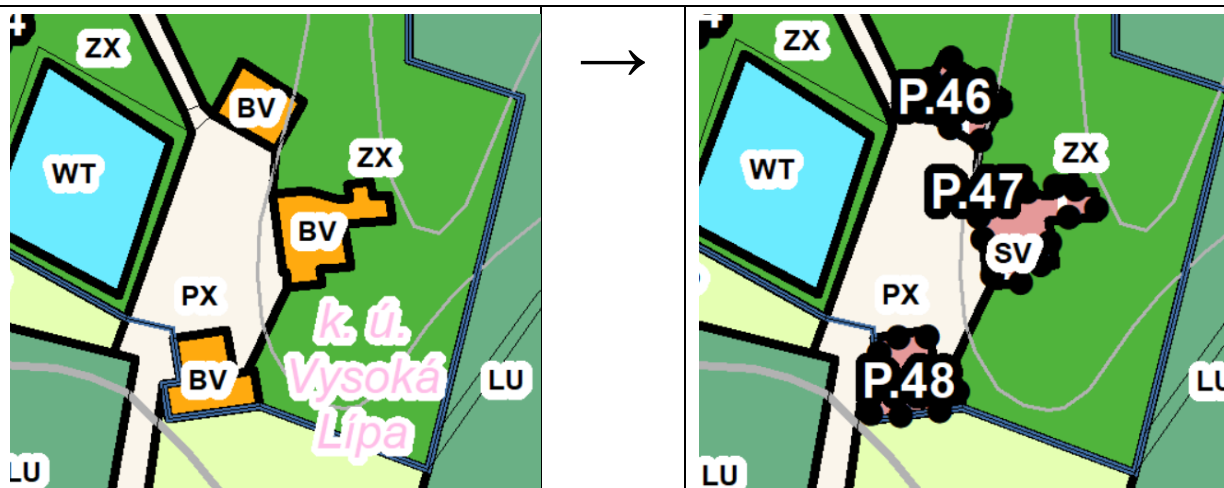 4
ZX
BV
WT
ZX
BV
PX
k. ú.
Vysoká
Lípa
BV
LU
LU
→
ZX
P.46
ZX
WT
P.47
SV
PX
P.48
LU
LU